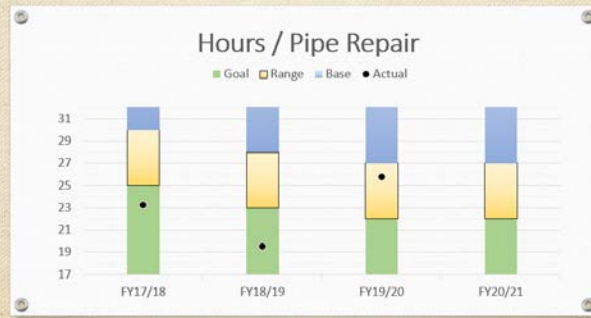 Hours / Pipe Repair
Goal Range Base Actual
31
29
27
25
23
21
19
17
FY17/18 FY18/19 FY19/20 FY20/21